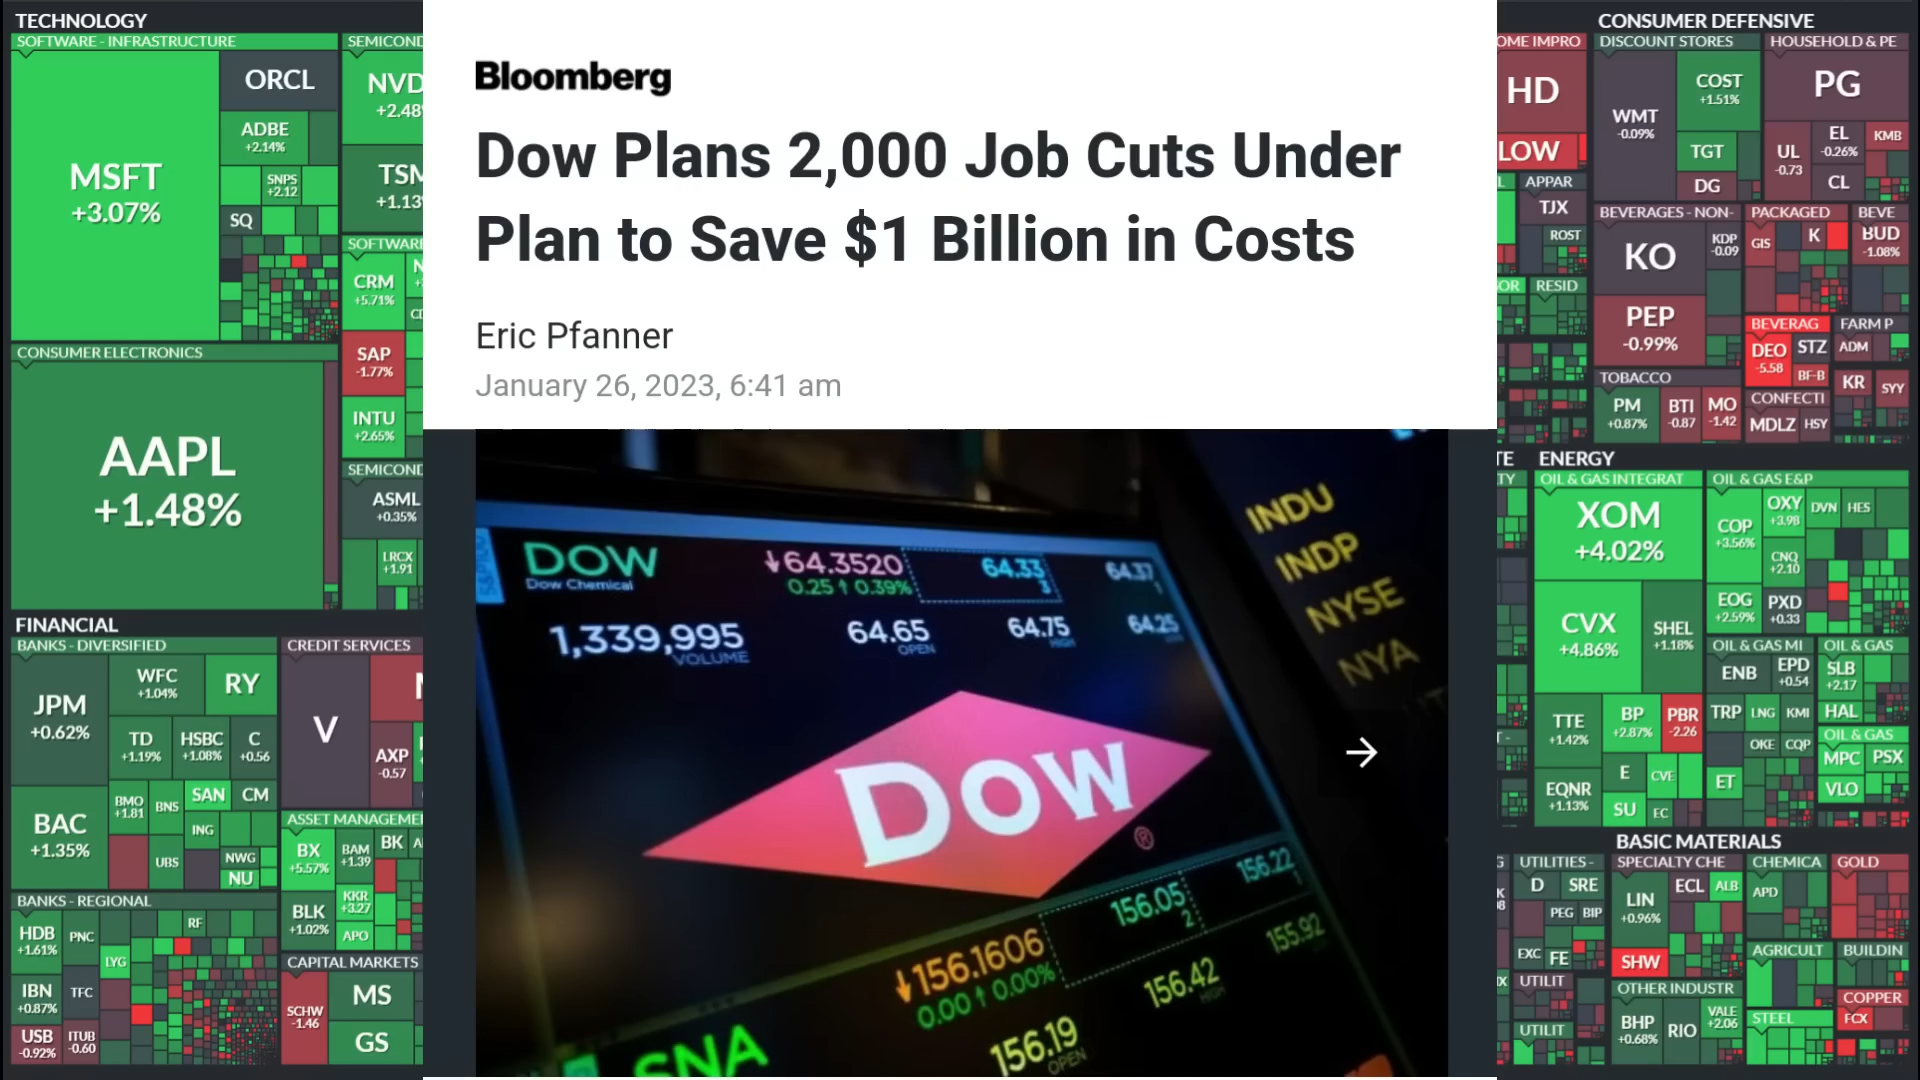 TECHNOLOGY
SOFTWARE - INFRASTRUCTURE
MSFT
+3.07%
ORCL
ADBE
+2.14%
SNPS
+2.12
SQ
SEMICOND
NVD
+2.48
TSM
+1.13
SOFTWARE
CRM
+5.71%
SAP
-1.77%
INTU
+2.65%
SEMICOND
ASML
+0.35%
LRCX
+1.91
CONSUMER ELECTRONICS
AAPL
+1.48%
FINANCIAL
BANKS - DIVERSIFIED
JPM
+0.62%
WFC
+1.04%
RY
TD
+1.19%
HSBC
+1.08%
C
+0.56
BAC
+1.35%
BMO
+1.81
BNS
SAN
CM
ING
UBS
NWG
NU
BANKS - REGIONAL
HDB
+1.61%
PNC
RF
LYG
IBN
+0.87%
TFC
USB
-0.92%
ITUB
-0.60
CREDIT SERVICES
V
AXP
-0.57
ASSET MANAGEME
BX
+5.57%
BAM
+1.39
BK
KKR
+3.27
BLK
+1.02%
APO
CAPITAL MARKETS
SCHW
-1.46
MS
GS
Bloomberg
Dow Plans 2,000 Job Cuts Under
Plan to Save $1 Billion in Costs
Eric Pfanner
January 26, 2023, 6:41 am
S&P500
DOW
Dow Chemical
↓64.3520
0.25↑ 0.39%
64.33
3
64.37
1
1,339,995
VOLUME
64.65
OPEN
64.75
HIGH
64.25
INDU
INDP
NYSE
NYA
DOW
®
↓156.1606
0.00↑ 0.00%
156.05
2
156.22
1
156.42
HIGH
155.92
SNA
156.19
OPEN
CONSUMER DEFENSIVE
OME IMPRO
HD
LOW
APPAR
TJX
ROST
RESID
DISCOUNT STORES
WMT
-0.09%
COST
+1.51%
TGT
DG
HOUSEHOLD & PE
PG
UL
-0.73
EL
-0.26%
KMB
CL
BEVERAGES - NON-
KO
KDP
-0.09
PEP
-0.99%
PACKAGED
GIS
K
BEVE
BUD
-1.08%
BEVERAG
DEO
-5.58
STZ
BF-B
FARM P
ADM
KR
SYY
TOBACCO
PM
+0.87%
BTI
-0.87
MO
-1.42
CONFECTI
MDLZ
HSY
ENERGY
OIL & GAS INTEGRAT
XOM
+4.02%
CVX
+4.86%
SHEL
+1.18%
TTE
+1.42%
BP
+2.87%
PBR
-2.26
EQNR
+1.13%
E
CVE
SU
EC
OIL & GAS E&P
COP
+3.56%
OXY
+3.98
DVN
HES
CNQ
+2.10
EOG
+2.59%
PXD
+0.33
OIL & GAS MI
ENB
EPD
+0.54
TRP
LNG
KMI
OKE
CQP
ET
OIL & GAS
SLB
+2.17
HAL
OIL & GAS
MPC
PSX
VLO
BASIC MATERIALS
UTILITIES -
D
SRE
PEG
BIP
EXC
FE
UTILIT
UTILIT
SPECIALTY CHE
LIN
+0.96%
ECL
ALB
SHW
OTHER INDUSTR
BHP
+0.68%
RIO
VALE
+2.06
CHEMICA
APD
GOLD
AGRICULT
BUILDIN
STEEL
COPPER
FCX